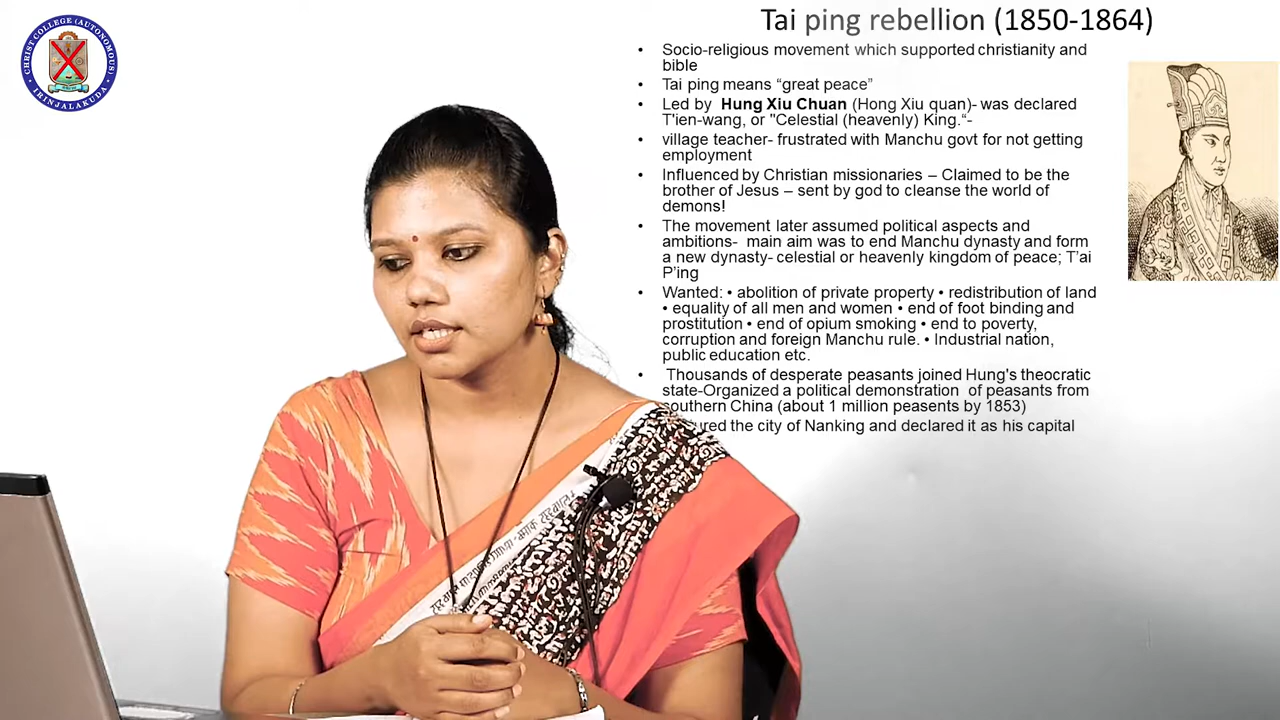 CHRIST COLLEGE (AUTONOMOUS)
IRINJALAKUDA
Tai ping rebellion (1850-1864)
• Socio-religious movement which supported christianity and
bible
• Tai ping means “great peace”
• Led by Hung Xiu Chuan (Hong Xiu quan)- was declared
T'ien-wang, or "Celestial (heavenly) King.“-
• village teacher- frustrated with Manchu govt for not getting
employment
• Influenced by Christian missionaries – Claimed to be the
brother of Jesus – sent by god to cleanse the world of
demons!
• The movement later assumed political aspects and
ambitions- main aim was to end Manchu dynasty and form
a new dynasty- celestial or heavenly kingdom of peace; T’ai
P’ing
• Wanted: • abolition of private property • redistribution of land
• equality of all men and women • end of foot binding and
prostitution • end of opium smoking • end to poverty,
corruption and foreign Manchu rule. • Industrial nation,
public education etc.
• Thousands of desperate peasants joined Hung's theocratic
state-Organized a political demonstration of peasants from
southern China (about 1 million peasents by 1853)
the city of Nanking and declared it as his capital